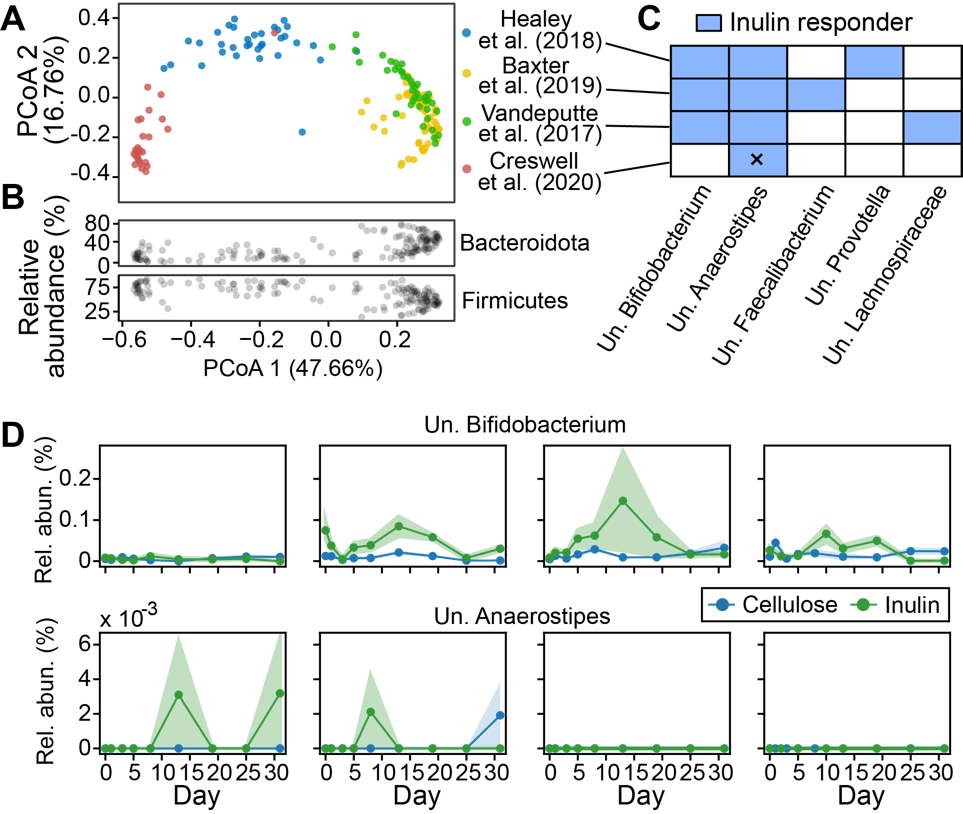 A
PCoA 2
(16.76%)
0.4
0.2
0.0
-0.2
-0.4
Healey
et al. (2018)
Baxter
et al. (2019)
Vandeputte
et al. (2017)
Creswell
et al. (2020)
C
Inulin responder
×
Un. Bifidobacterium
Un. Anaerostipes
Un. Faecalibacterium
Un. Provotella
Un. Lachnospiraceae
B
Relative
abundance (%)
80
40
0
Bacteroidota
75
25
Firmicutes
−0.6 −0.4 −0.2 0.0 0.2
PCoA 1 (47.66%)
D
Un. Bifidobacterium
Rel. abun. (%)
0.2
0.1
0
Cellulose Inulin
x 10-3
Un. Anaerostipes
Rel. abun. (%)
6
4
2
0
0 5 10 15 20 25 30
0 5 10 15 20 25 30
0 5 10 15 20 25 30
0 5 10 15 20 25 30
Day Day Day Day